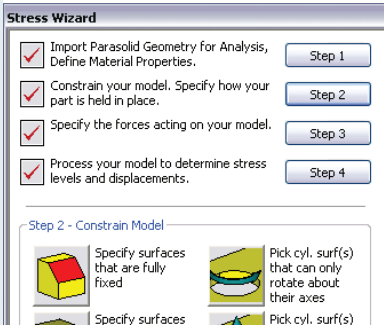 Stress Wizard
Import Parasolid Geometry for Analysis,
Define Material Properties.
Step 1
Constrain your model. Specify how your
part is held in place.
Step 2
Specify the forces acting on your model.
Step 3
Process your model to determine stress
levels and displacements.
Step 4
Step 2 - Constrain Model
Specify surfaces
that are fully
fixed
Pick cyl. surf(s)
that can only
rotate about
their axes
Specify surfaces
Pick cyl. surf(s)